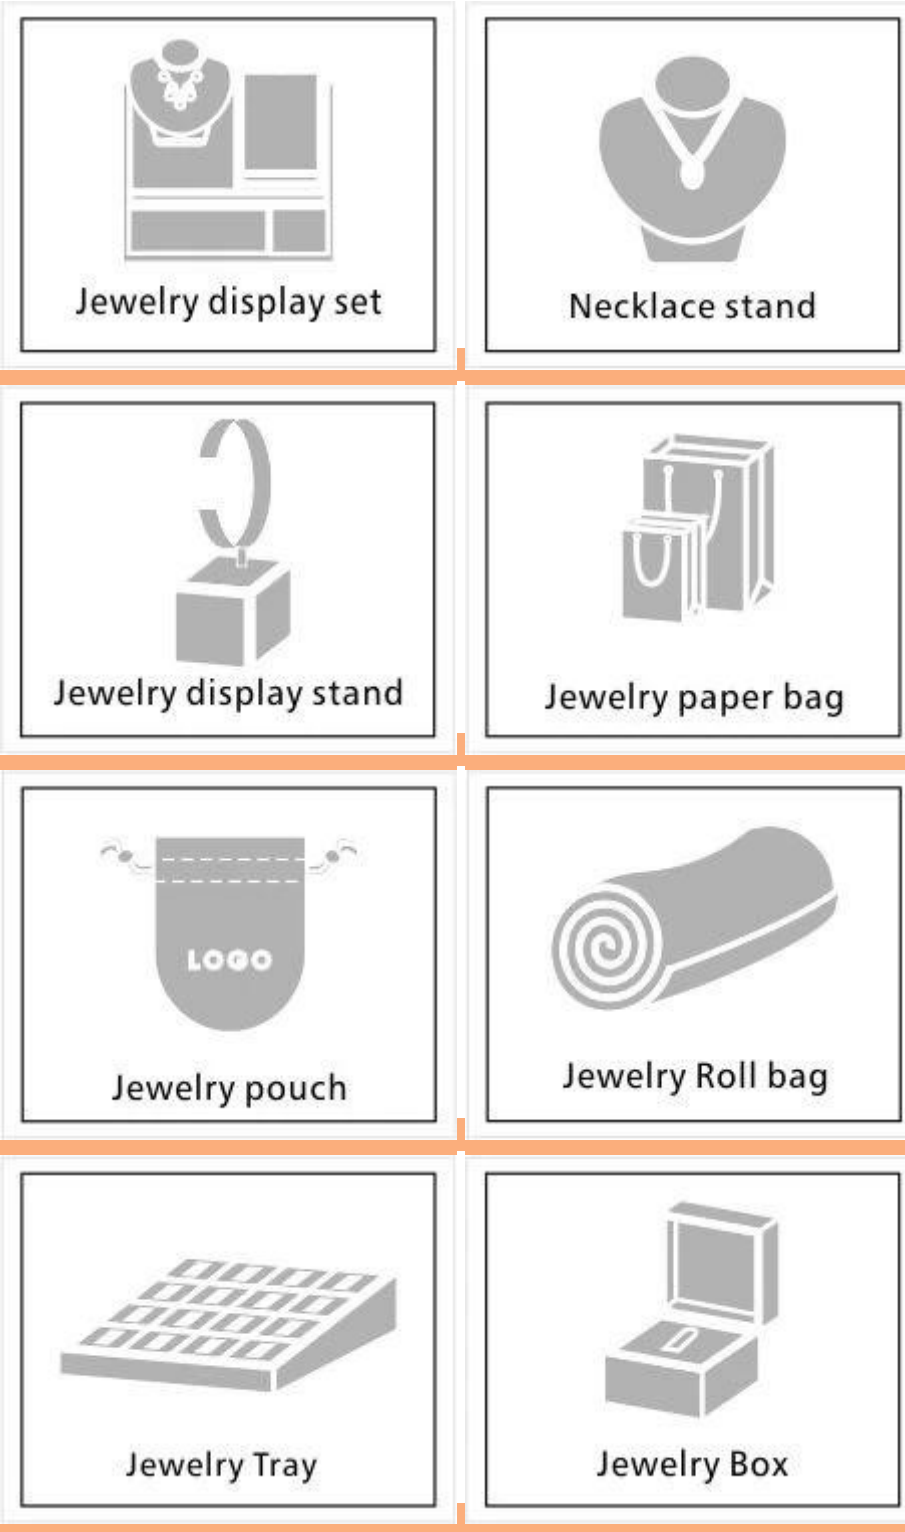 Jewelry display set
Necklace stand
Jewelry display stand
Jewelry paper bag
LOGO
Jewelry pouch
Jewelry Roll bag
Jewelry Tray
Jewelry Box